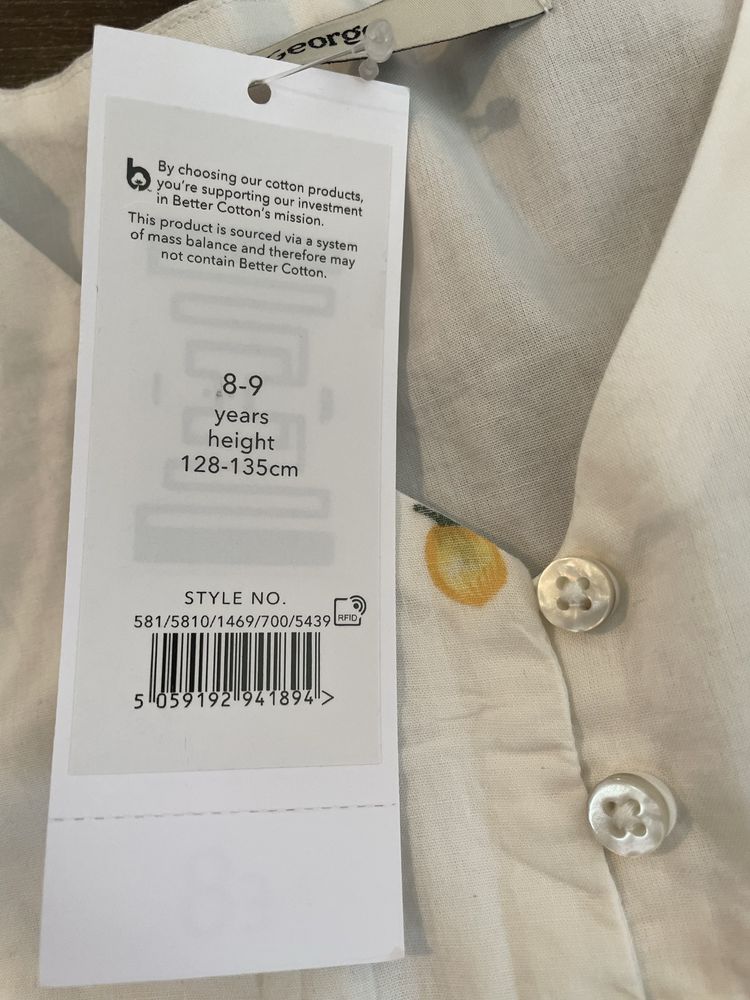 George
By choosing our cotton products,
you're supporting our investment
in Better Cotton's mission.
This product is sourced via a system
of mass balance and therefore may
not contain Better Cotton.
8-9
years
height
128-135cm
STYLE NO.
581/5810/1469/700/5439
RFID
5 059192 941894 >